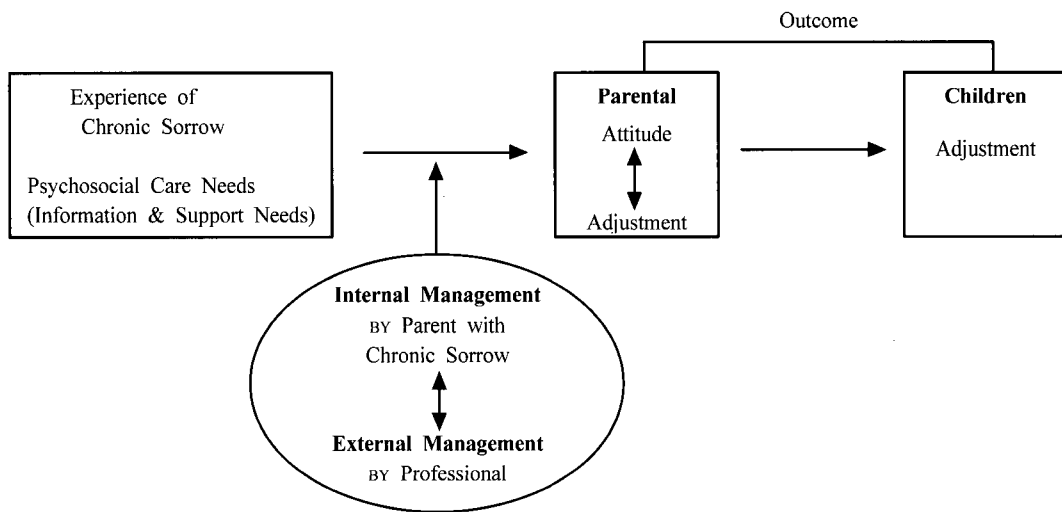 Outcome
Experience of
Chronic Sorrow
Psychosocial Care Needs
(Information & Support Needs)
Parental
Attitude
Adjustment
Children
Adjustment
Internal Management
BY Parent with
Chronic Sorrow
External Management
BY Professional